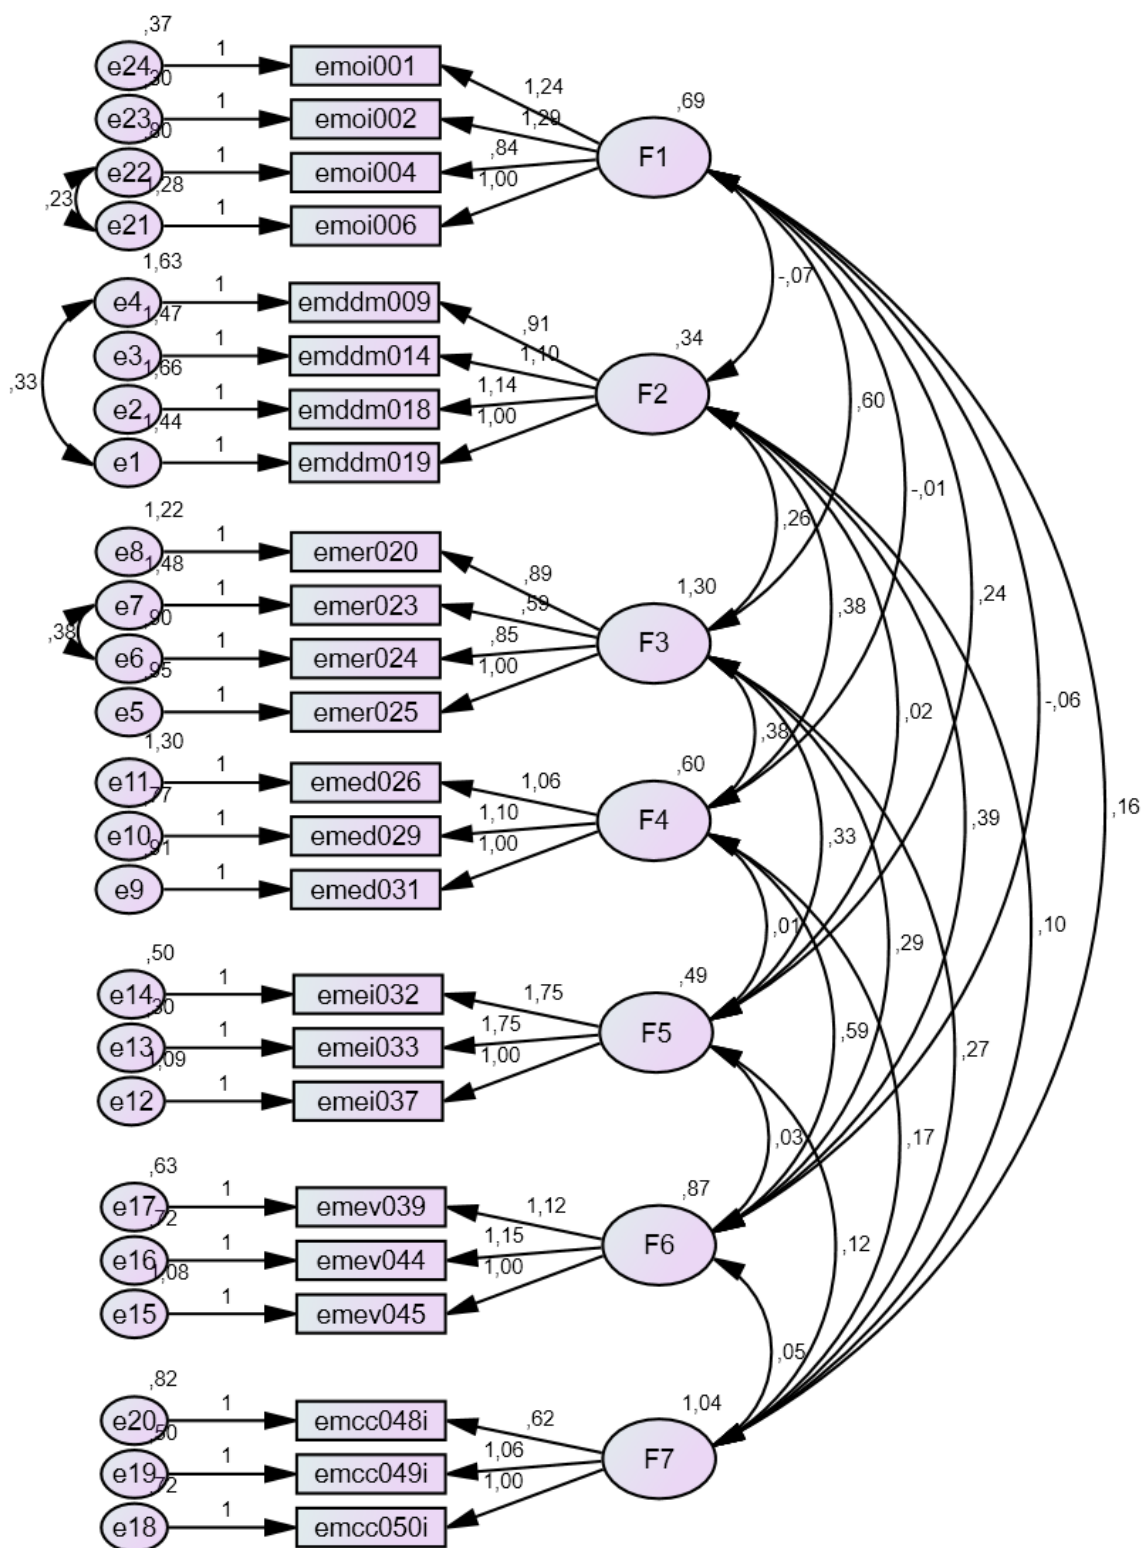 ,37
e24 1 emoi001 1,24
,30
e23 1 emoi002 1,29
,80
e22 1 emoi004 ,84
1,28
e21 1 emoi006 1,00
,23
,69
F1
1,63
e4 1 emddm009 ,91
1,47
e3 1 emddm014 1,10
1,66
e2 1 emddm018 1,14
1,44
e1 1 emddm019 1,00
,33
,34
F2
1,22
e8 1 emer020 ,89
1,48
e7 1 emer023 ,59
,90
e6 1 emer024 ,85
,95
e5 1 emer025 1,00
,38
1,30
F3
1,30
e11 1 emed026 1,06
,77
e10 1 emed029 1,10
,91
e9 1 emed031 1,00
,60
F4
,50
e14 1 emei032 1,75
,30
e13 1 emei033 1,75
1,09
e12 1 emei037 1,00
,49
F5
,63
e17 1 emev039 1,12
,72
e16 1 emev044 1,15
1,08
e15 1 emev045 1,00
,87
F6
,82
e20 1 emcc048i ,62
,50
e19 1 emcc049i 1,06
,72
e18 1 emcc050i 1,00
1,04
F7
-,07
,60
-,01
,24
-,06
,16
,26
,38
,02
,39
,10
,38
,33
,29
,27
,01
,59
,17
,03
,12
,05